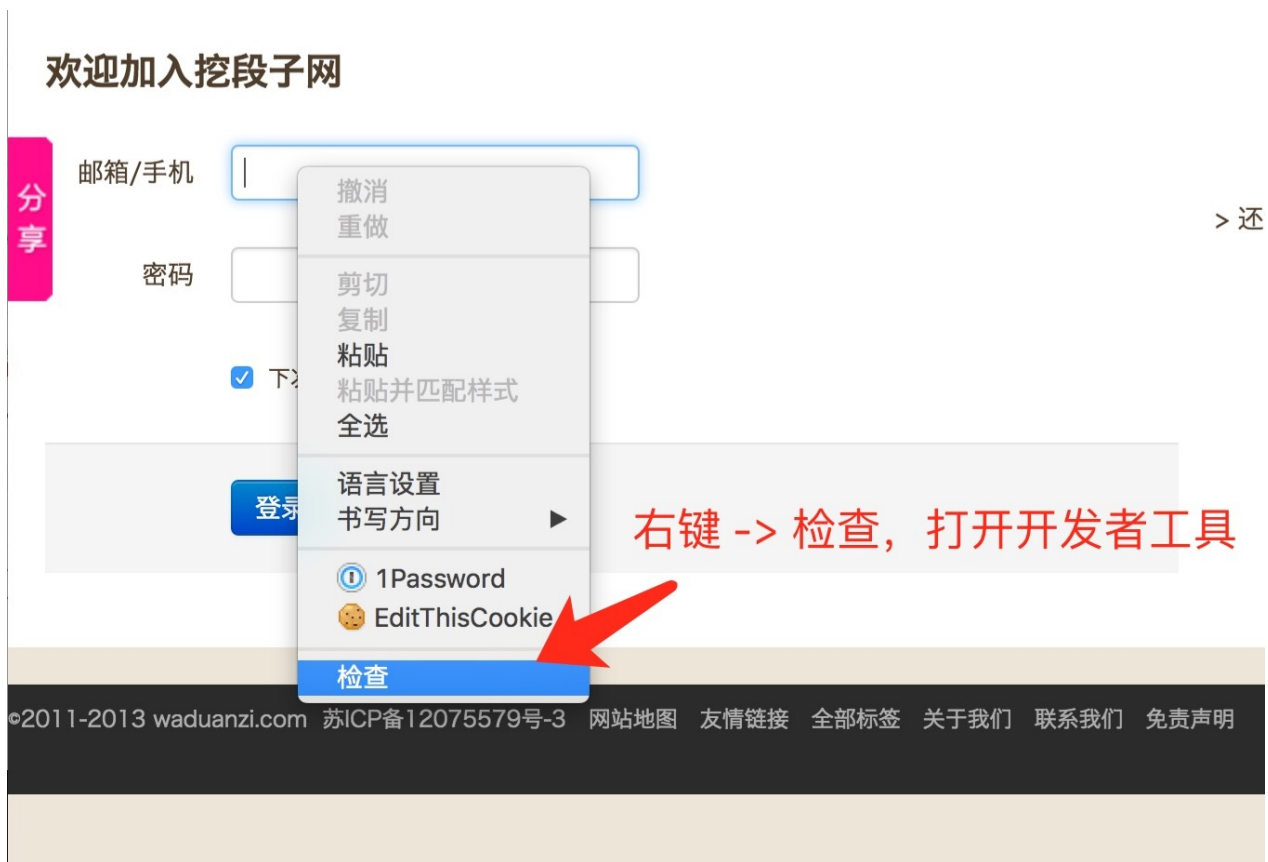 欢迎加入挖段子网
分享
邮箱/手机
> 还
密码
下
登录
撤消
重做
剪切
复制
粘贴
粘贴并匹配样式
全选
语言设置
书写方向
1Password
EditThisCookie
检查
右键 -> 检查，打开开发者工具
©2011-2013 waduanzi.com 苏ICP备12075579号-3 网站地图 友情链接 全部标签 关于我们 联系我们 免责声明